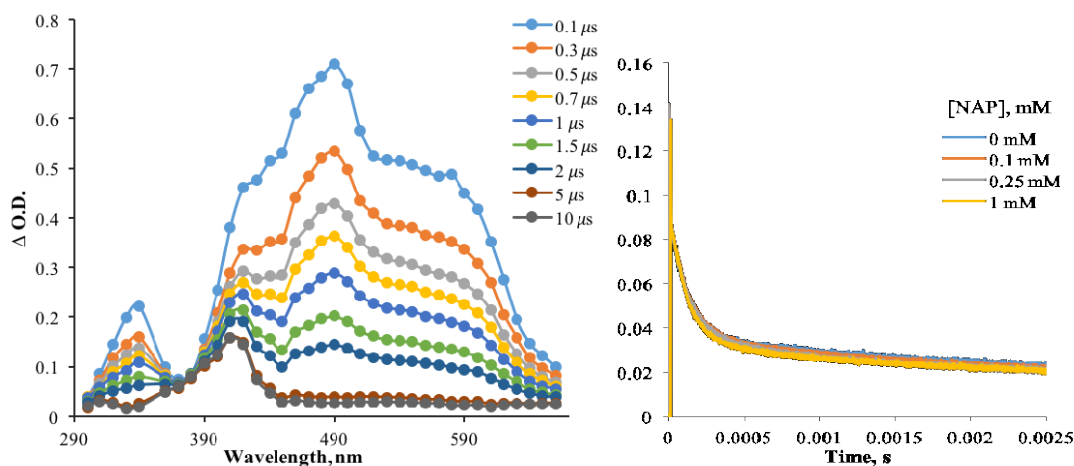 0.8
0.7
0.6
0.5
0.4
0.3
0.2
0.1
0
Δ O.D.
290
390
490
590
Wavelength, nm
0.1 μs
0.3 μs
0.5 μs
0.7 μs
1 μs
1.5 μs
2 μs
5 μs
10 μs
0.16
0.14
0.12
0.1
0.08
0.06
0.04
0.02
0
0
0.0005
0.001
0.0015
0.002
0.0025
Time, s
[NAP], mM
0 mM
0.1 mM
0.25 mM
1 mM